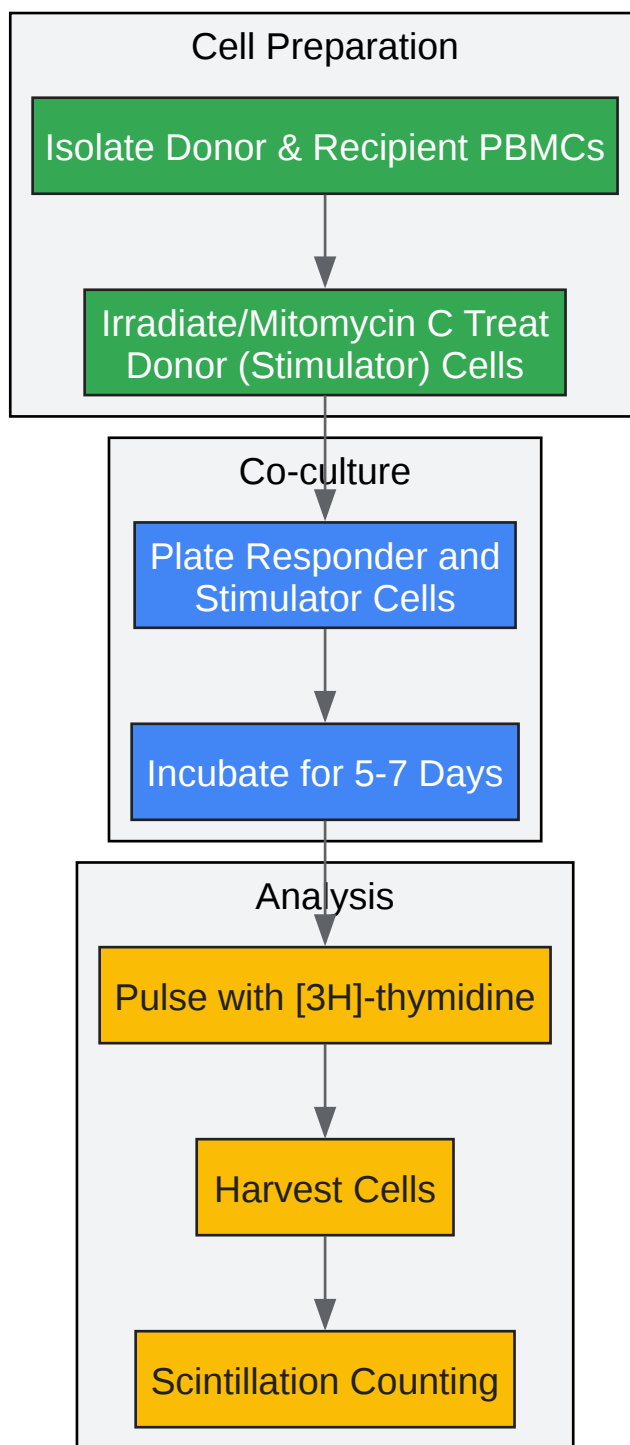 Cell Preparation
Isolate Donor & Recipient PBMCs
Irradiate/Mitomycin C Treat
Donor (Stimulator) Cells
Co-culture
Plate Responder and
Stimulator Cells
Incubate for 5-7 Days
Analysis
Pulse with [3H]-thymidine
Harvest Cells
Scintillation Counting